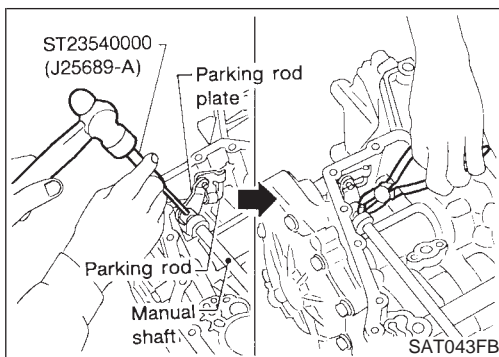 ST23540000
(J25689-A)
Parking rod
plate
Parking rod
Manual
shaft
SAT043FB